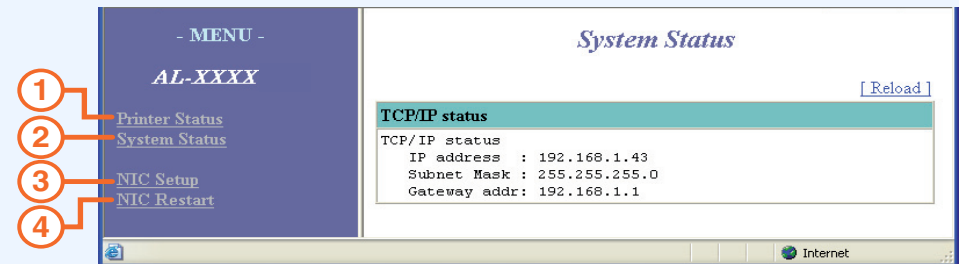 - MENU -
AL-XXXX
1
Printer Status
2
System Status
3
NIC Setup
4
NIC Restart
System Status
[ Reload ]
TCP/IP status
TCP/IP status
IP address : 192.168.1.43
Subnet Mask : 255.255.255.0
Gateway addr: 192.168.1.1
Internet